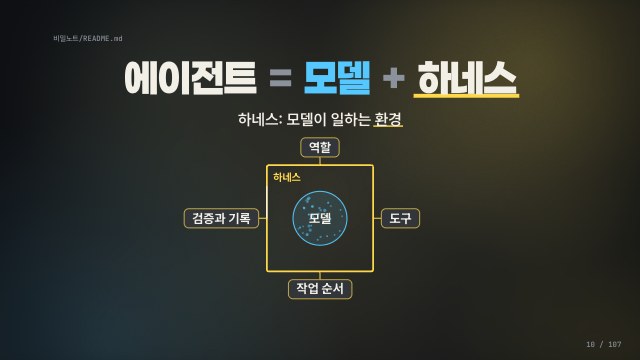 비밀노트/README.md
에이전트 = 모델 + 하네스
하네스: 모델이 일하는 환경
역할
하네스
검증과 기록
모델
도구
작업 순서
10 / 107